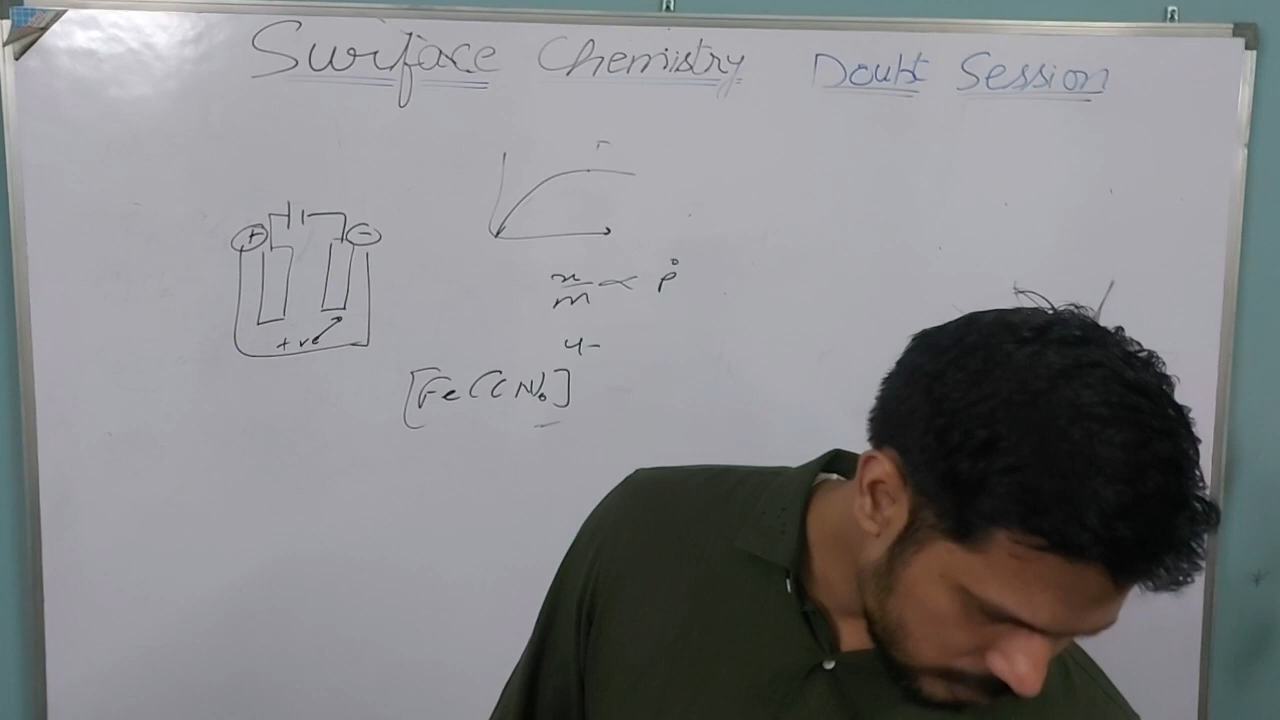 Surface Chemistry Doubt Session
+ -
x/m ∝ p°
+ve
4-
[Fe(CN)6]